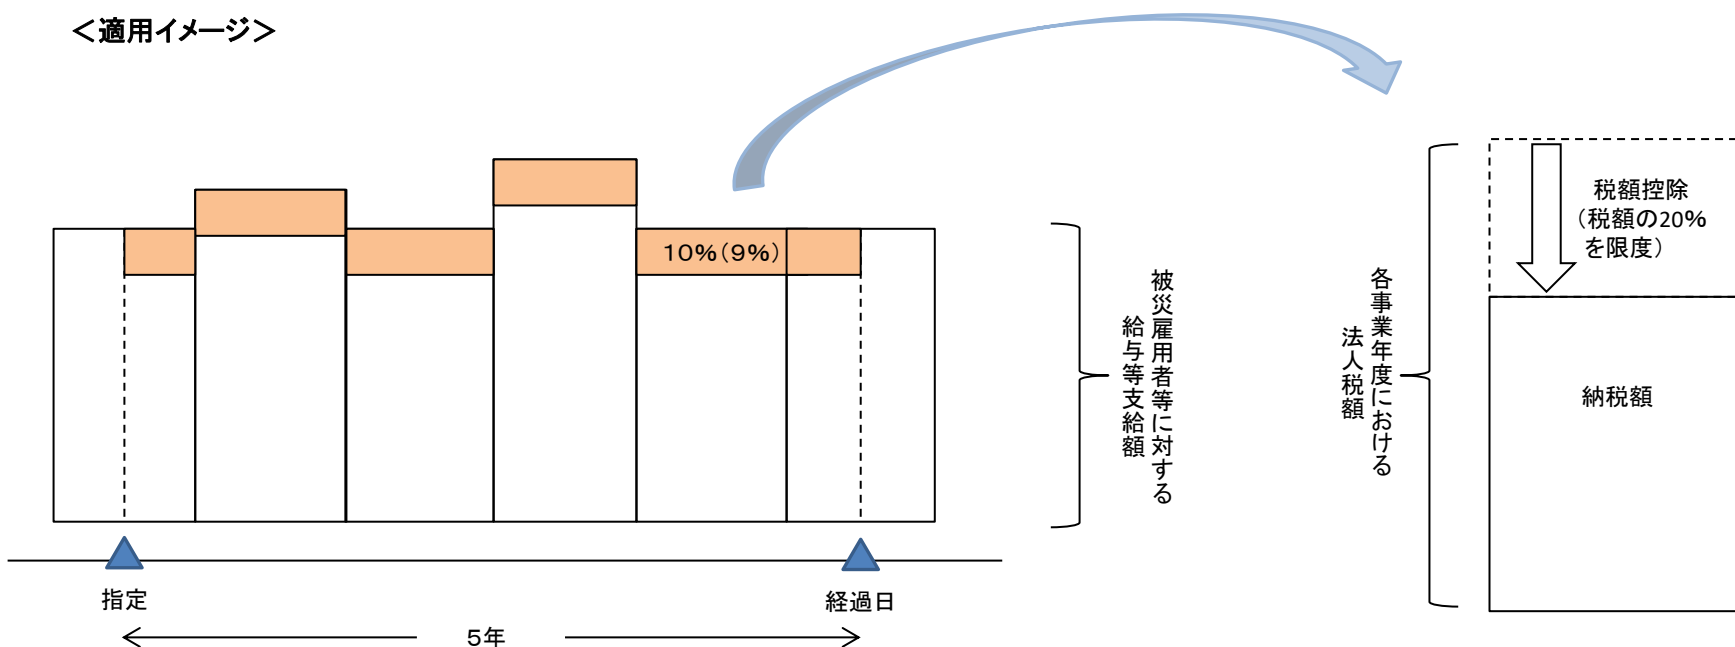 ＜適用イメージ＞
10%（9%）
指定
経過日
5年
被災雇用者等に対する
給与等支給額
各事業年度における
法人税額
税額控除
（税額の20%
を限度）
納税額